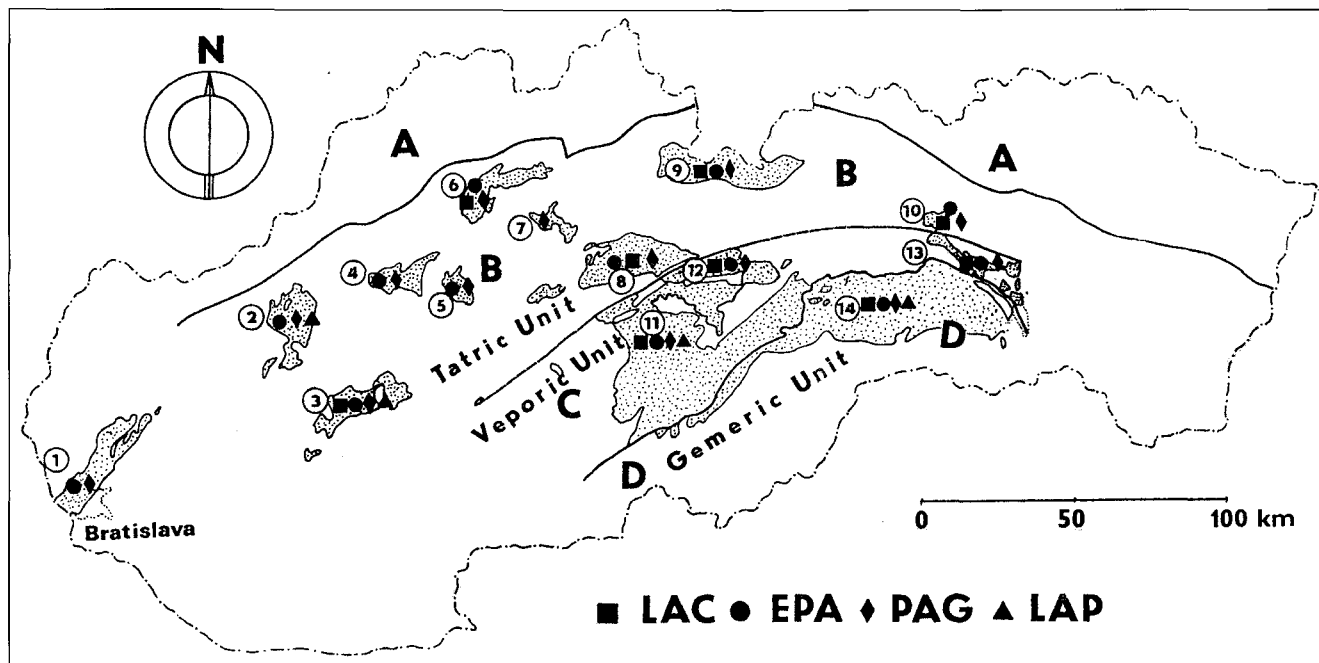 N
A
A
B
9
6
10
7
B
13
4
8
12
5
14
2
11
Tatric Unit
Veporic Unit
C
D
Gemeric Unit
D
3
1
Bratislava
0 50 100 km
LAC EPA PAG LAP